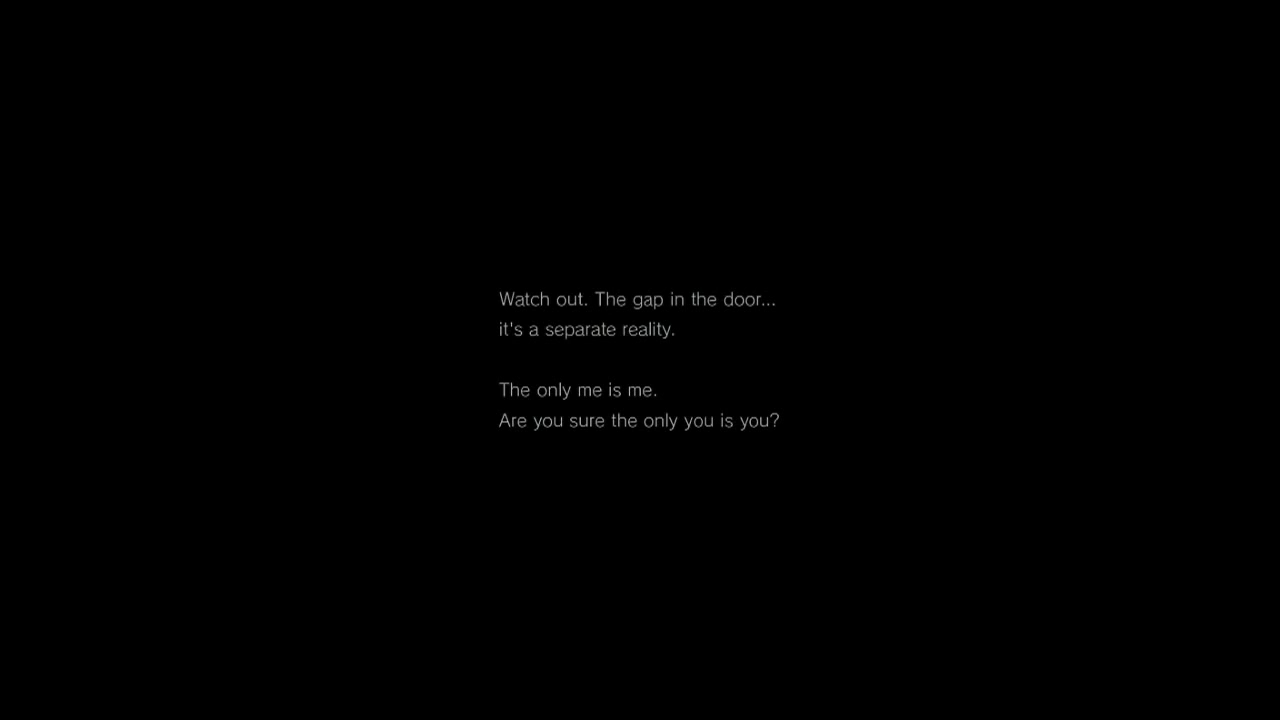 Watch out. The gap in the door...
it's a separate reality.
The only me is me.
Are you sure the only you is you?